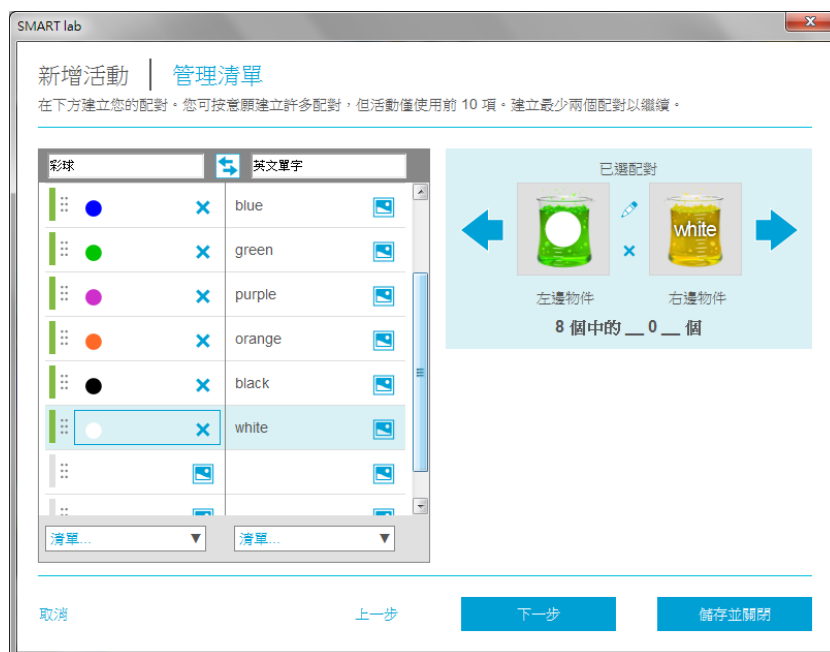 SMART lab
新增活動 │ 管理清單
在下方建立您的配對。您可按意願建立許多配對，但活動僅使用前 10 項。建立最少兩個配對以繼續。
彩球 英文單字
已選配對
blue
green
purple
orange
black
white
white
左邊物件 右邊物件
8 個中的 __ 0 __ 個
清單... 清單...
取消 上一步 下一步 儲存並關閉